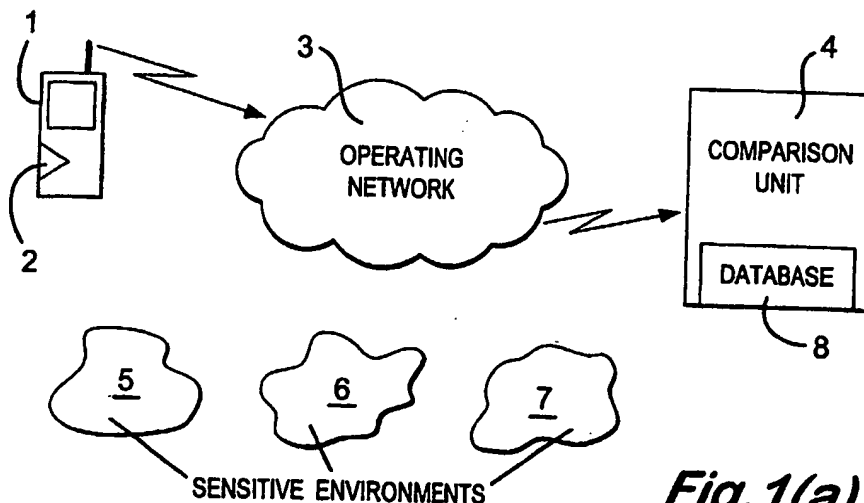 1
3
4
OPERATING
NETWORK
COMPARISON
UNIT
2
DATABASE
8
5
6
7
SENSITIVE ENVIRONMENTS
Fig.1(a)